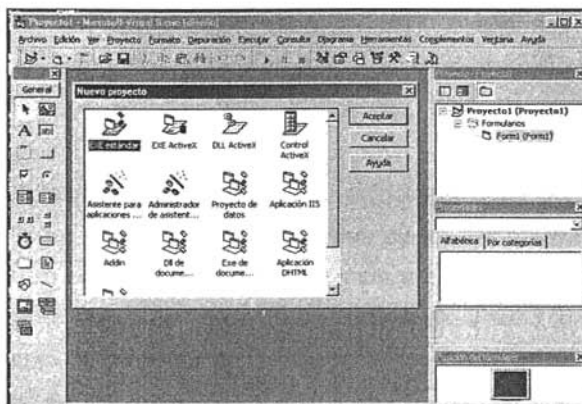 Proyecto1 - Microsoft Visual Basic [diseño]
Archivo Edición Ver Proyecto Formato Depuración Ejecutar Consulta Diagrama Herramientas Complementos Ventana Ayuda
General
Nuevo proyecto
EXE estándar
EXE ActiveX
DLL ActiveX
Control
ActiveX
Asistente para
aplicaciones ...
Administrador
de asistent...
Proyecto de
datos
Aplicación IIS
Addin
Dll de
docume...
Exe de
docume...
Aplicación
DHTML
Aceptar
Cancelar
Ayuda
Proyecto1 (Proyecto1)
Formularios
Form1 (Form1)
Alfabética
Por categorías